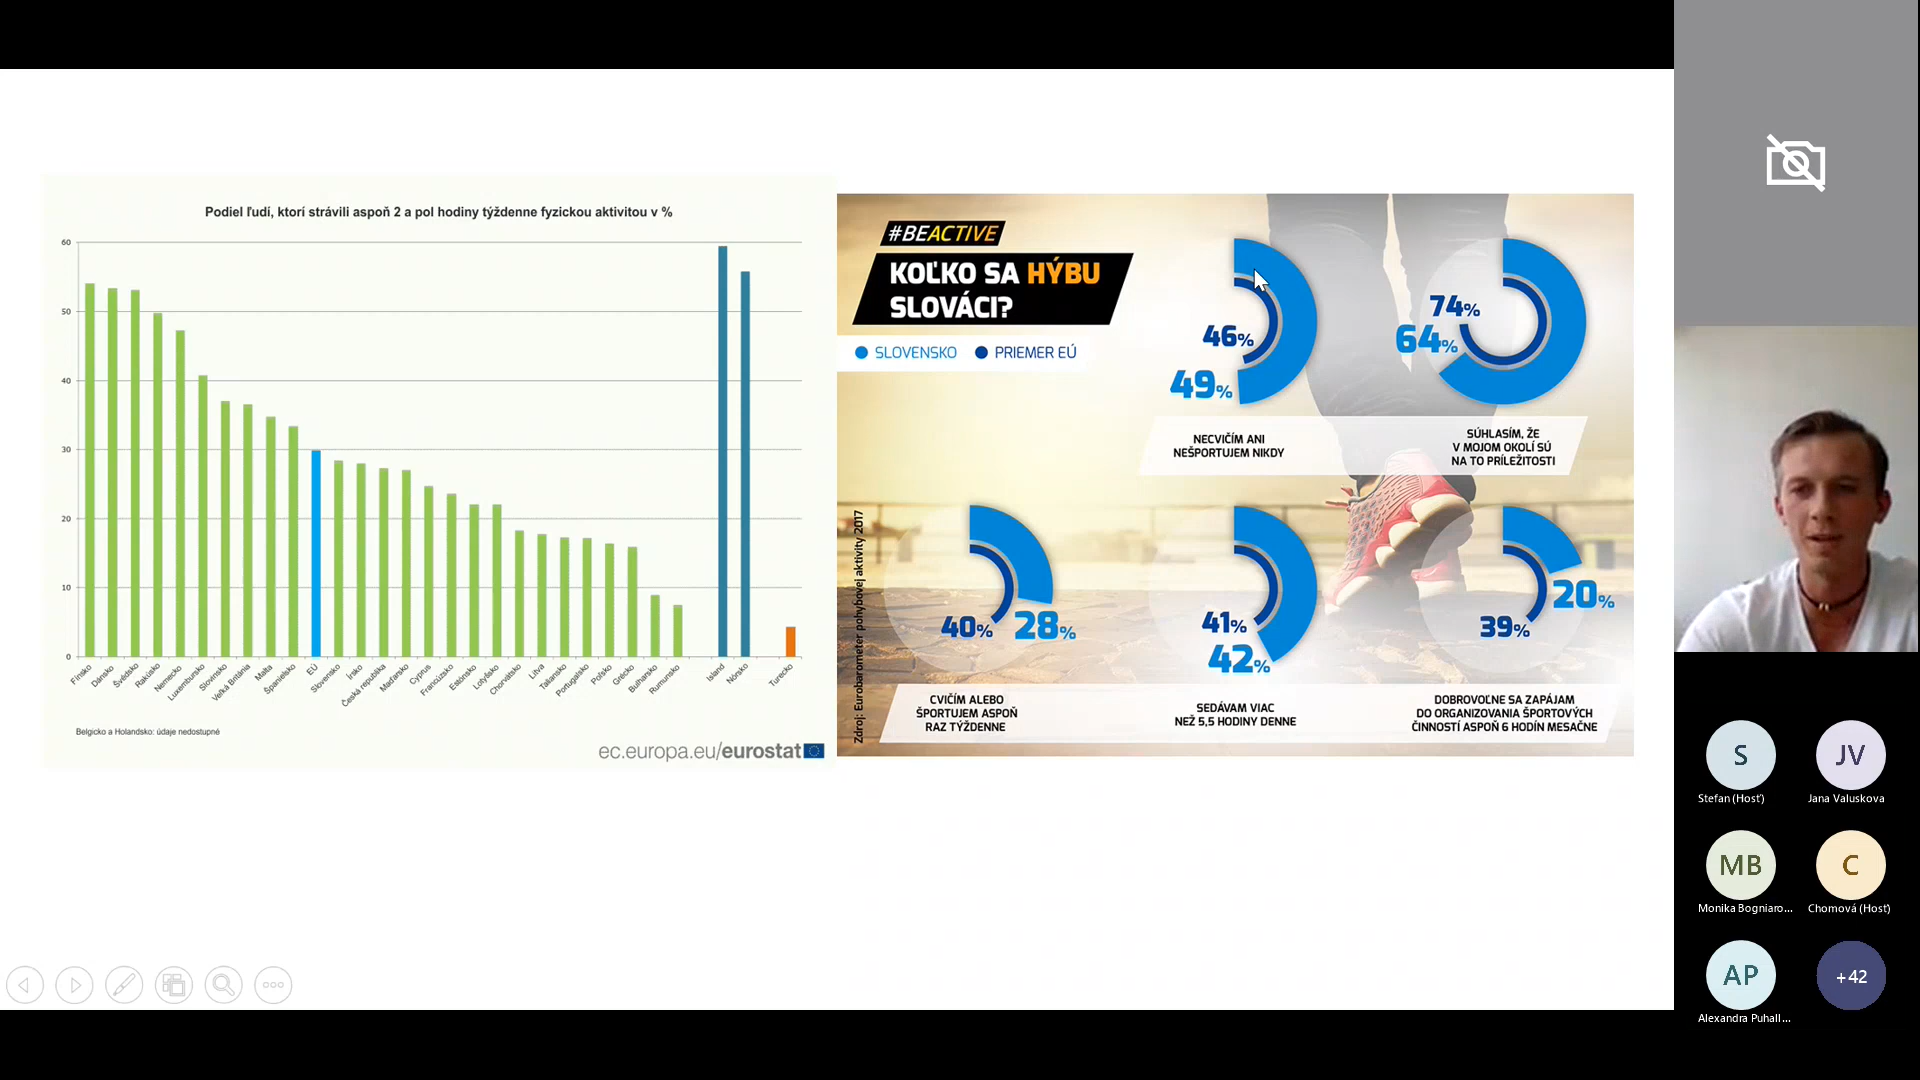 Podiel ľudí, ktorí strávili aspoň 2 a pol hodiny týždenne fyzickou aktivitou v %
60
50
40
30
20
10
0
Fínsko
Dánsko
Švédsko
Rakúsko
Nemecko
Luxembursko
Slovinsko
Veľká Británia
Malta
Španielsko
EÚ
Slovensko
Írsko
Česká republika
Maďarsko
Cyprus
Francúzsko
Estónsko
Lotyšsko
Chorvátsko
Litva
Taliansko
Portugalsko
Poľsko
Grécko
Bulharsko
Rumunsko
Island
Nórsko
Turecko
Belgicko a Holandsko: údaje nedostupné
ec.europa.eu/eurostat
#BEACTIVE
KOĽKO SA HÝBU
SLOVÁCI?
SLOVENSKO
PRIEMER EÚ
46%
49%
NECVIČÍM ANI
NEŠPORTUJEM NIKDY
74%
64%
SÚHLASÍM, ŽE
V MOJOM OKOLÍ SÚ
NA TO PRÍLEŽITOSTI
40%
28%
CVIČÍM ALEBO
ŠPORTUJEM ASPOŇ
RAZ TÝŽDENNE
41%
42%
SEDÁVAM VIAC
NEŽ 5,5 HODINY DENNE
39%
20%
DOBROVOĽNE SA ZAPÁJAM
DO ORGANIZOVANIA ŠPORTOVÝCH
ČINNOSTÍ ASPOŇ 6 HODÍN MESAČNE
Zdroj: Eurobarometer pohybovej aktivity 2017
S
Stefan (Hosť)
JV
Jana Valuskova
MB
Monika Bogniaro...
C
Chomová (Hosť)
AP
Alexandra Puhall...
+42